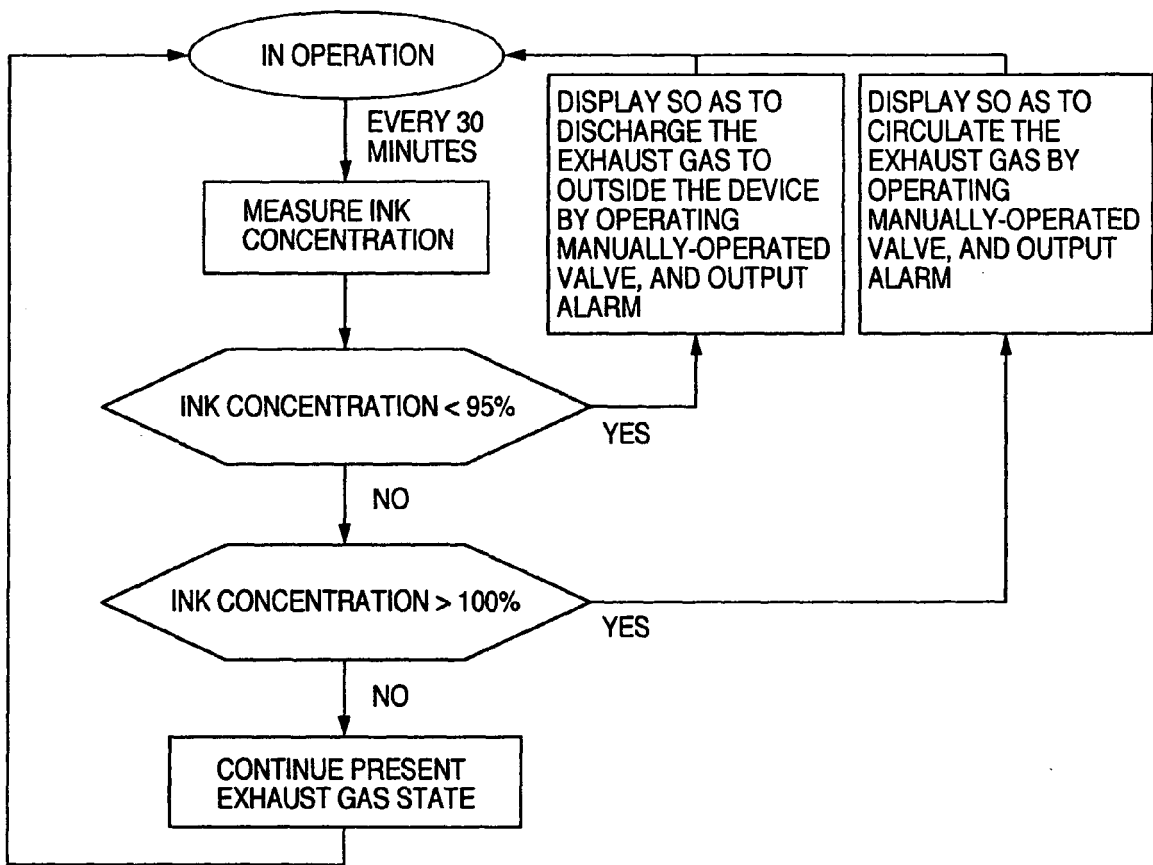 IN OPERATION
EVERY 30
MINUTES
MEASURE INK
CONCENTRATION
INK CONCENTRATION < 95%
YES
NO
INK CONCENTRATION > 100%
YES
NO
CONTINUE PRESENT
EXHAUST GAS STATE
DISPLAY SO AS TO
DISCHARGE THE
EXHAUST GAS TO
OUTSIDE THE DEVICE
BY OPERATING
MANUALLY-OPERATED
VALVE, AND OUTPUT
ALARM
DISPLAY SO AS TO
CIRCULATE THE
EXHAUST GAS BY
OPERATING
MANUALLY-OPERATED
VALVE, AND OUTPUT
ALARM